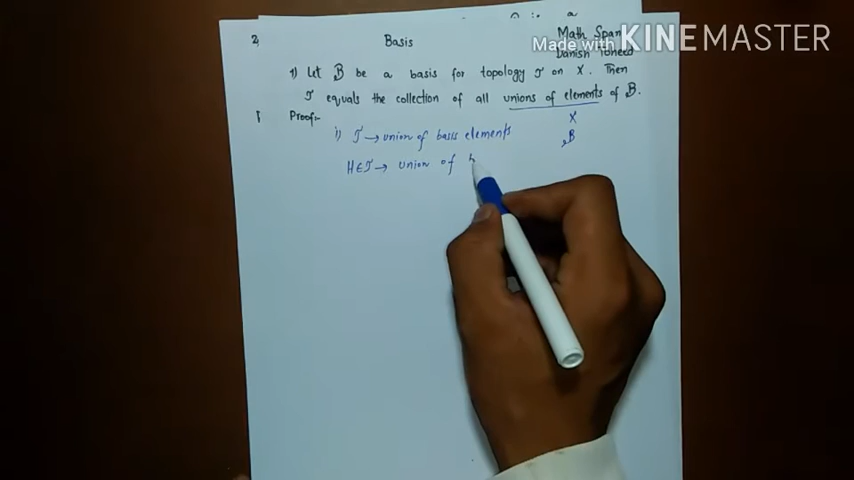 2, Basis Math Span
Made with KINEMASTER
Danish Toheed
1) Let B be a basis for topology T on X. Then
T equals the collection of all unions of elements of B.
Proof:-
X
i) T → union of basis elements
B
H ∈ T → union of b